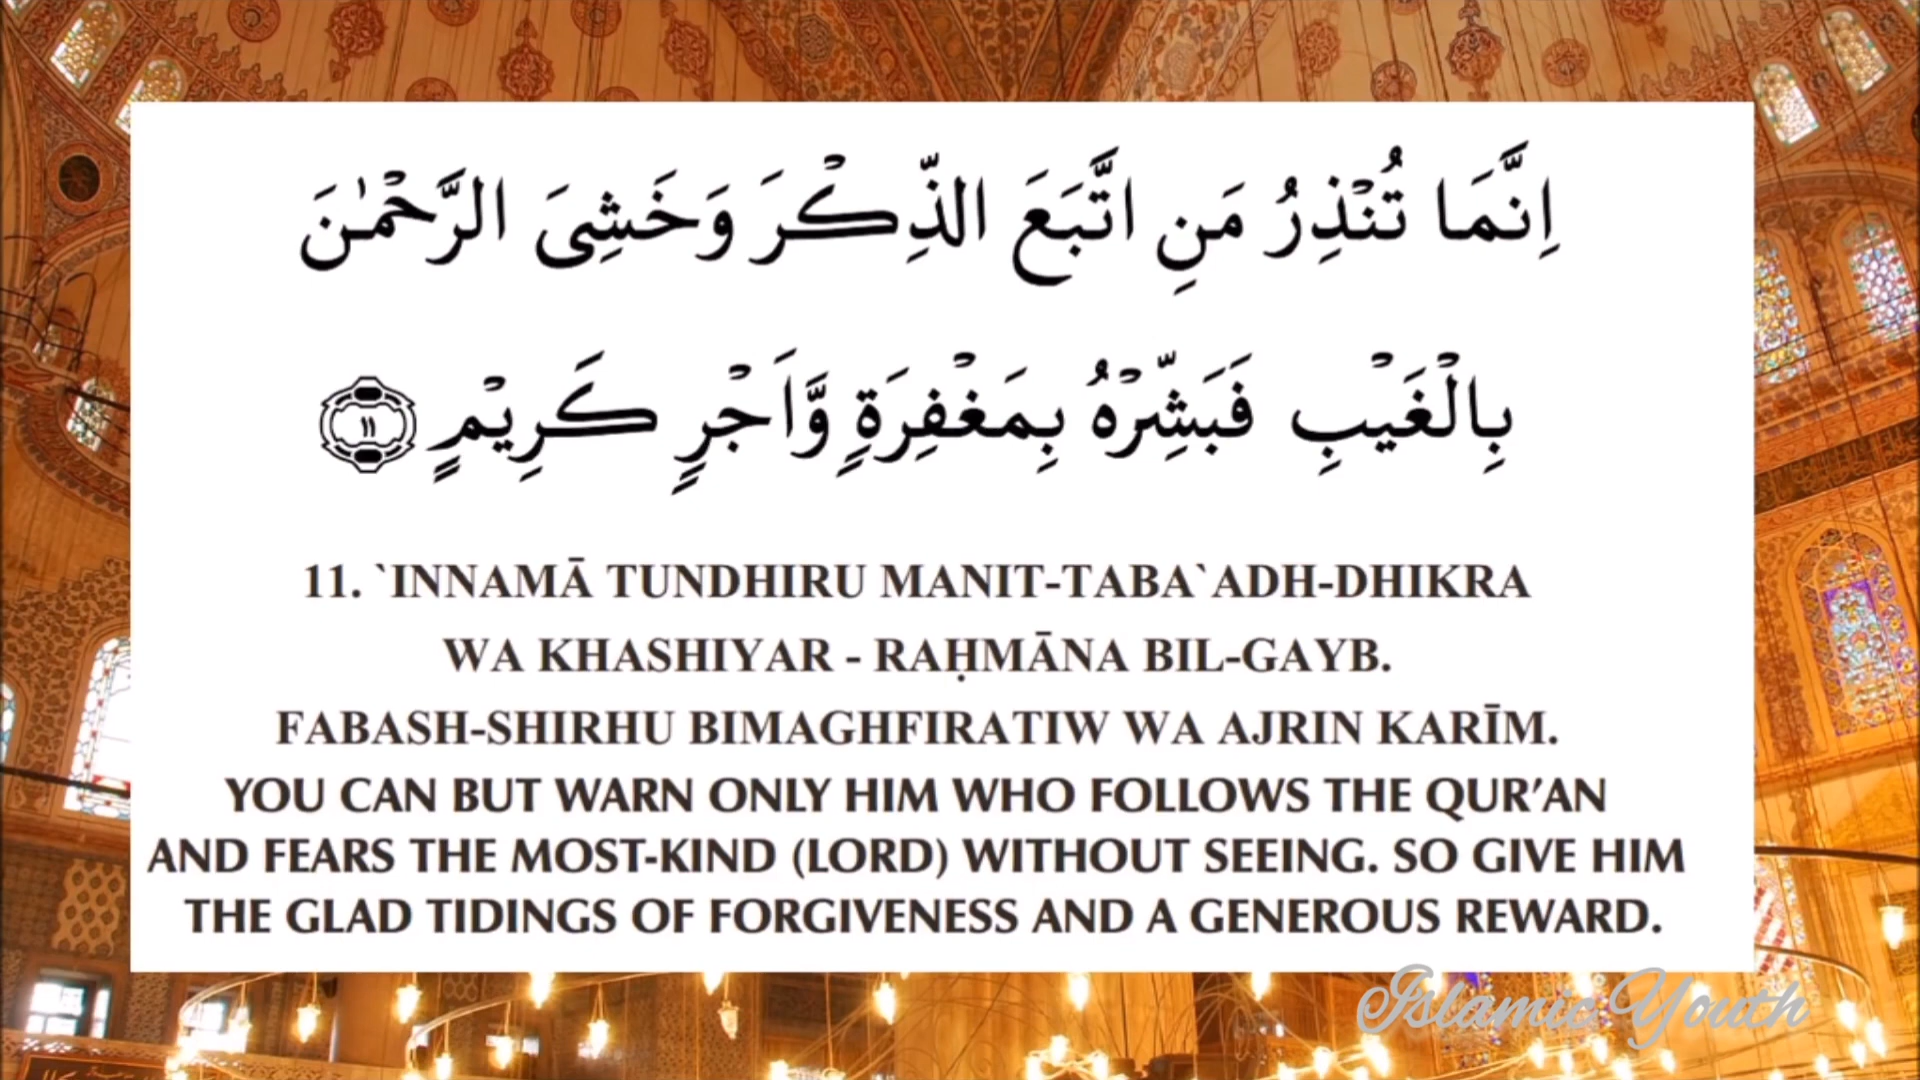 اِنَّمَا تُنْذِرُ مَنِ اتَّبَعَ الذِّكْرَ وَخَشِىَ الرَّحْمٰنَ
بِالْغَيْبِ فَبَشِّرْهُ بِمَغْفِرَةٍ وَّاَجْرٍ كَرِيْمٍ ١١
11. `INNAMĀ TUNDHIRU MANIT-TABA`ADH-DHIKRA
WA KHASHIYAR - RAḤMĀNA BIL-GAYB.
FABASH-SHIRHU BIMAGHFIRATIW WA AJRIN KARĪM.
YOU CAN BUT WARN ONLY HIM WHO FOLLOWS THE QUR’AN
AND FEARS THE MOST-KIND (LORD) WITHOUT SEEING. SO GIVE HIM
THE GLAD TIDINGS OF FORGIVENESS AND A GENEROUS REWARD.
Islamic Youth